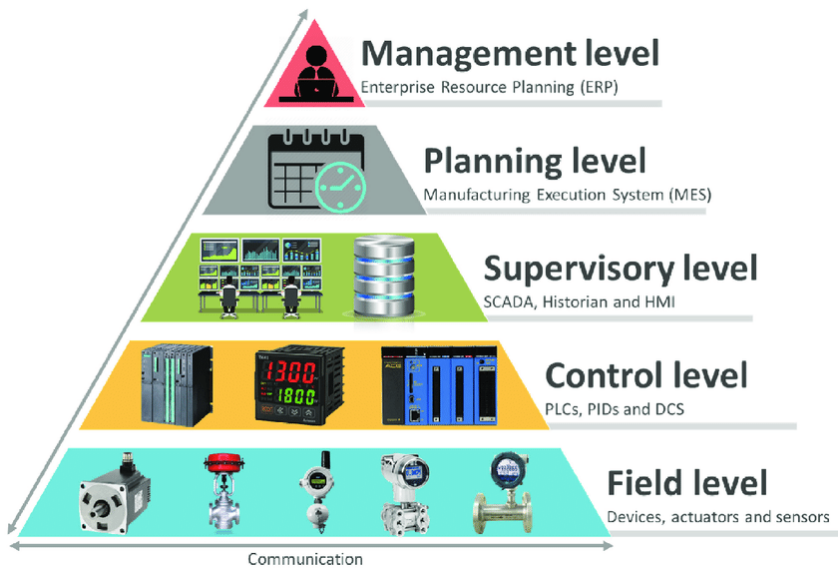 Management level
Enterprise Resource Planning (ERP)
Planning level
Manufacturing Execution System (MES)
Supervisory level
SCADA, Historian and HMI
1300
1800
Control level
PLCs, PIDs and DCS
Field level
Devices, actuators and sensors
Communication